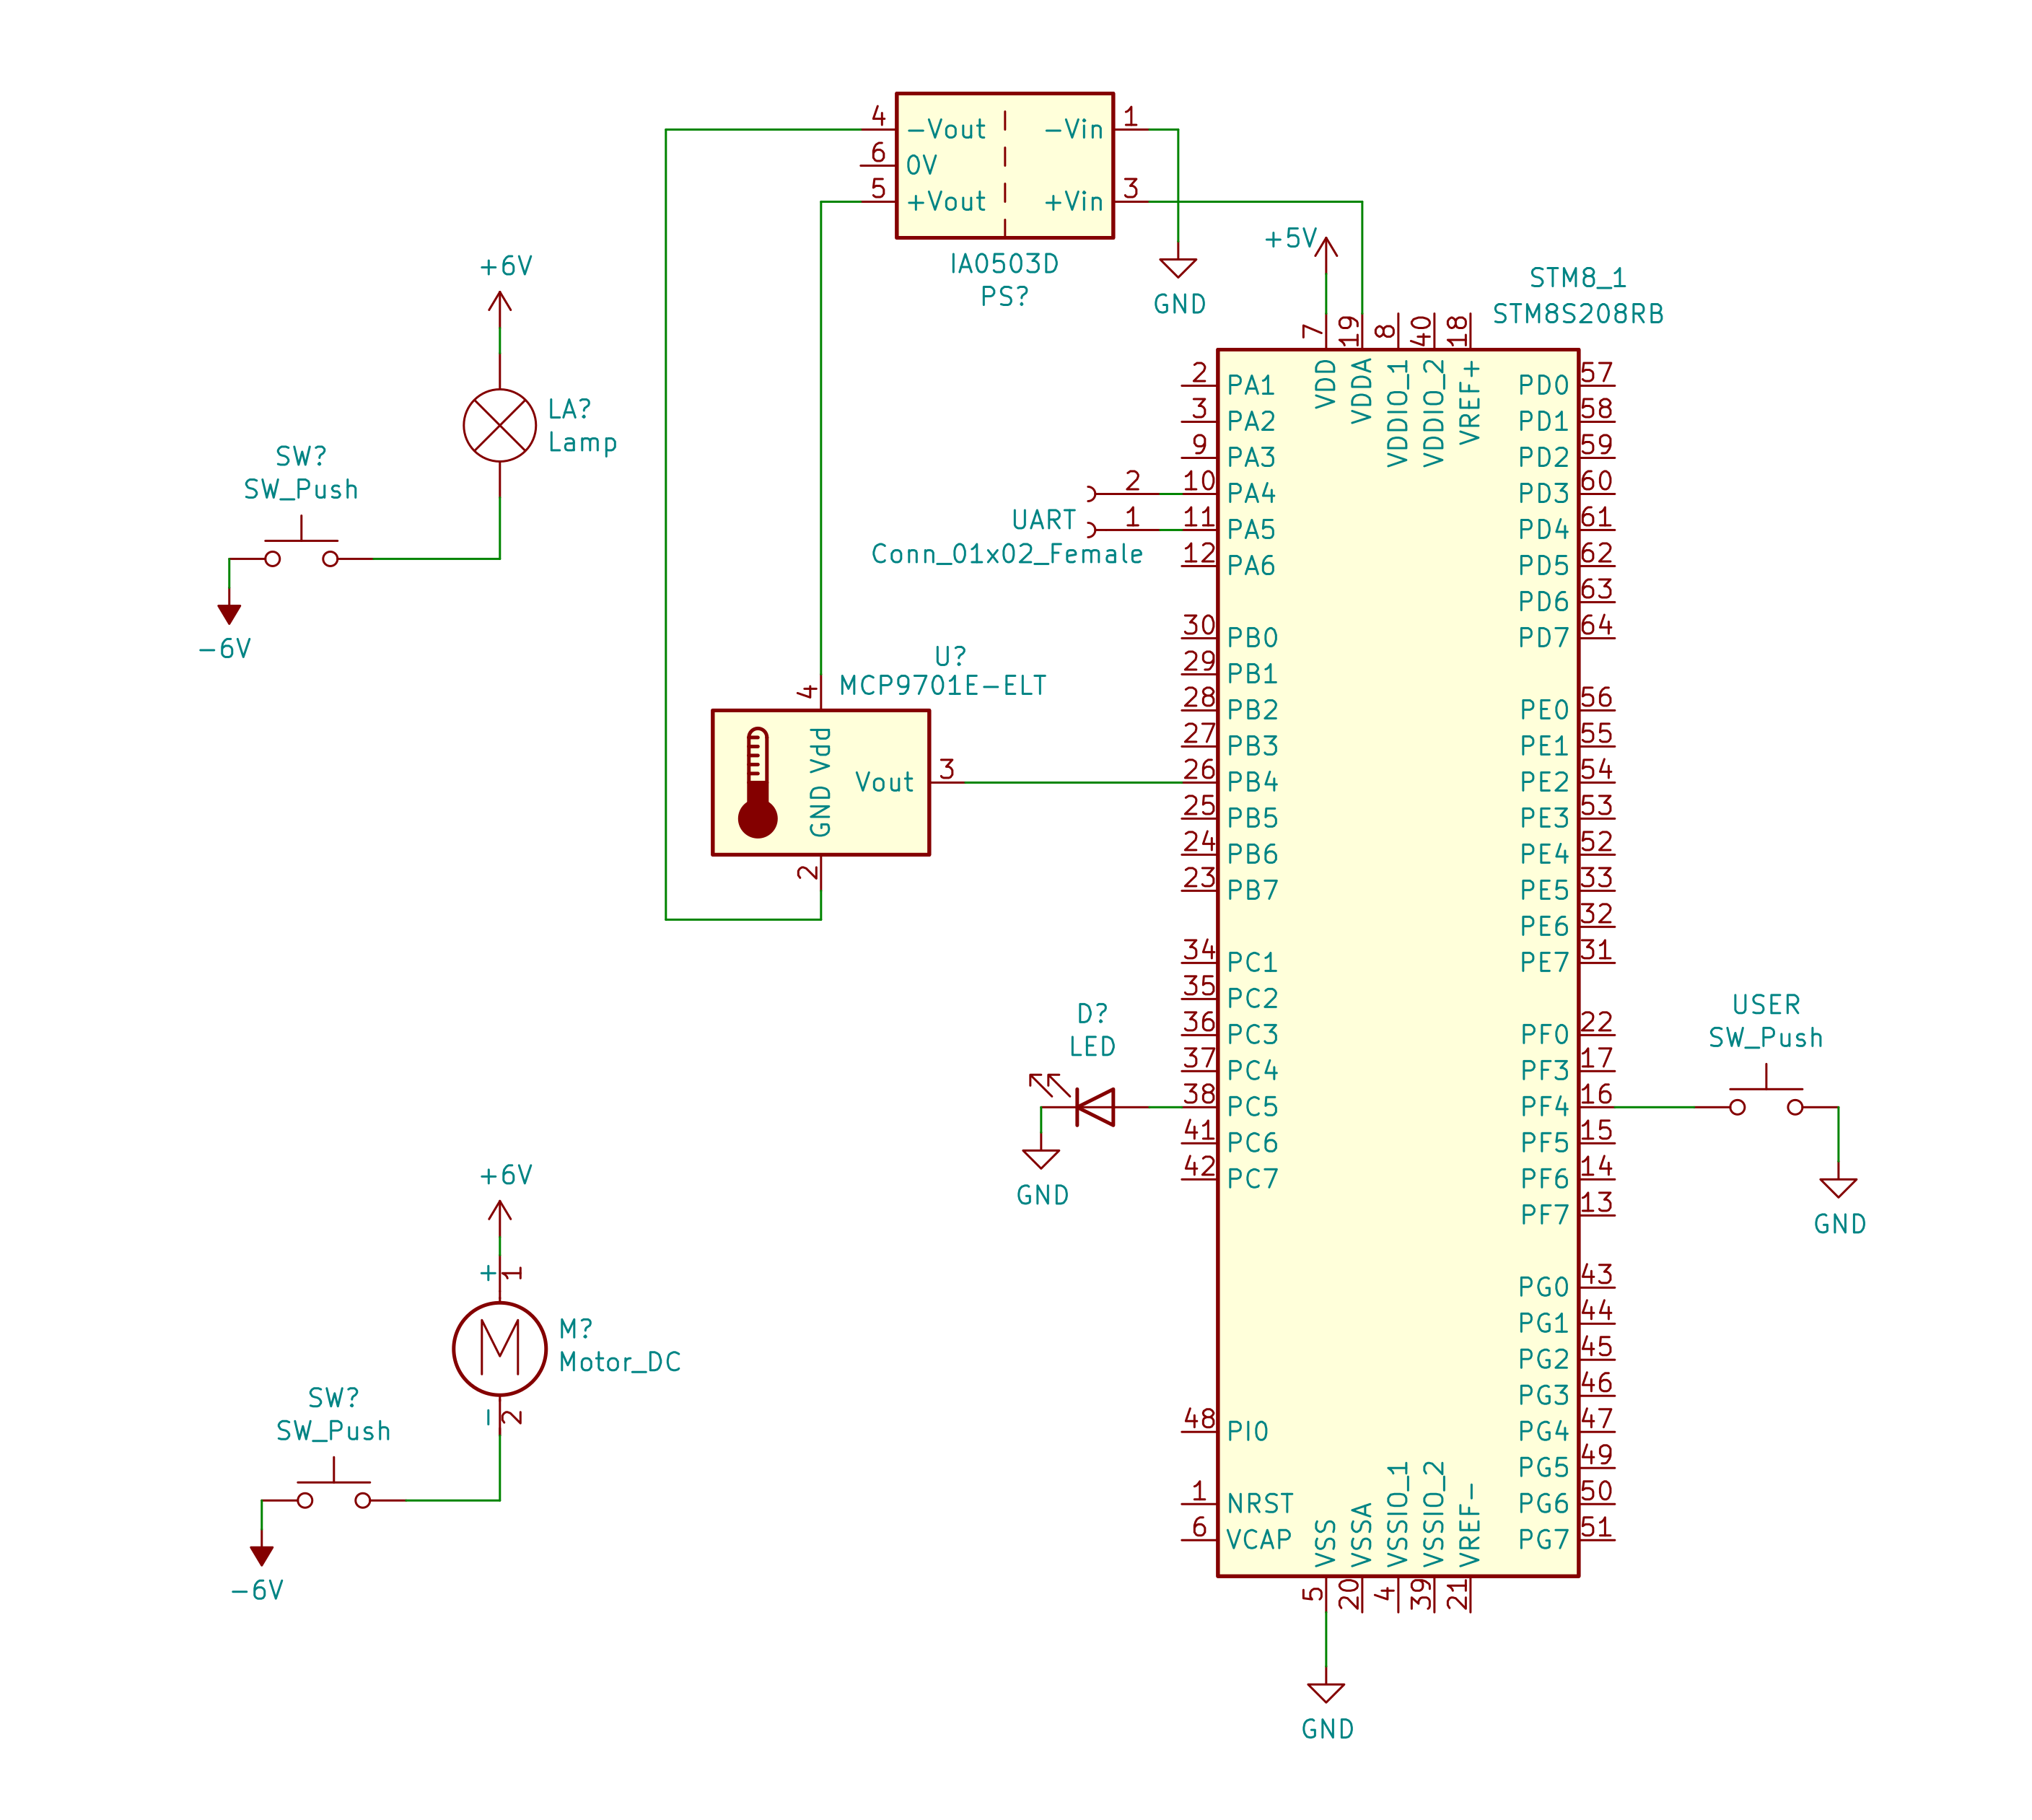 4
-Vout
-Vin
1
6
0V
5
+Vout
+Vin
3
IA0503D
PS?
GND
+5V
STM8_1
STM8S208RB
+6V
LA?
Lamp
SW?
SW_Push
-6V
7
19
8
40
18
VDD
VDDA
VDDIO_1
VDDIO_2
VREF+
2
PA1
3
PA2
9
PA3
10
PA4
11
PA5
12
PA6
2
1
UART
Conn_01x02_Female
30
PB0
29
PB1
28
PB2
27
PB3
26
PB4
25
PB5
24
PB6
23
PB7
34
PC1
35
PC2
36
PC3
37
PC4
38
PC5
41
PC6
42
PC7
48
PI0
1
NRST
6
VCAP
PD0
57
PD1
58
PD2
59
PD3
60
PD4
61
PD5
62
PD6
63
PD7
64
PE0
56
PE1
55
PE2
54
PE3
53
PE4
52
PE5
33
PE6
32
PE7
31
PF0
22
PF3
17
PF4
16
PF5
15
PF6
14
PF7
13
PG0
43
PG1
44
PG2
45
PG3
46
PG4
47
PG5
49
PG6
50
PG7
51
VSS
VSSA
VSSIO_1
VSSIO_2
VREF-
5
20
4
39
21
GND
U?
MCP9701E-ELT
4
Vdd
GND
Vout
3
2
D?
LED
GND
USER
SW_Push
GND
+6V
+
1
M
M?
Motor_DC
-
2
SW?
SW_Push
-6V